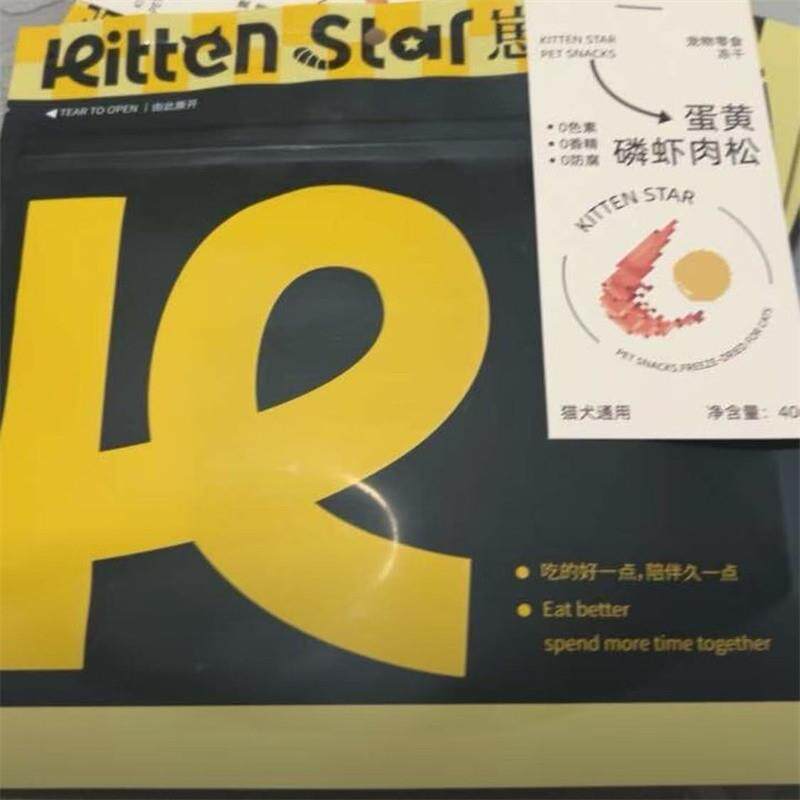 Kitten Star 崽
TEAR TO OPEN | 由此撕开
KITTEN STAR
PET SNACKS
宠物零食
冻干
蛋黄
磷虾肉松
• 0色素
• 0香精
• 0防腐
KITTEN STAR
PET SNACKS FREEZE-DRIED FOR CATS
猫犬通用
净含量: 40
● 吃的好一点,陪伴久一点
● Eat better
spend more time together